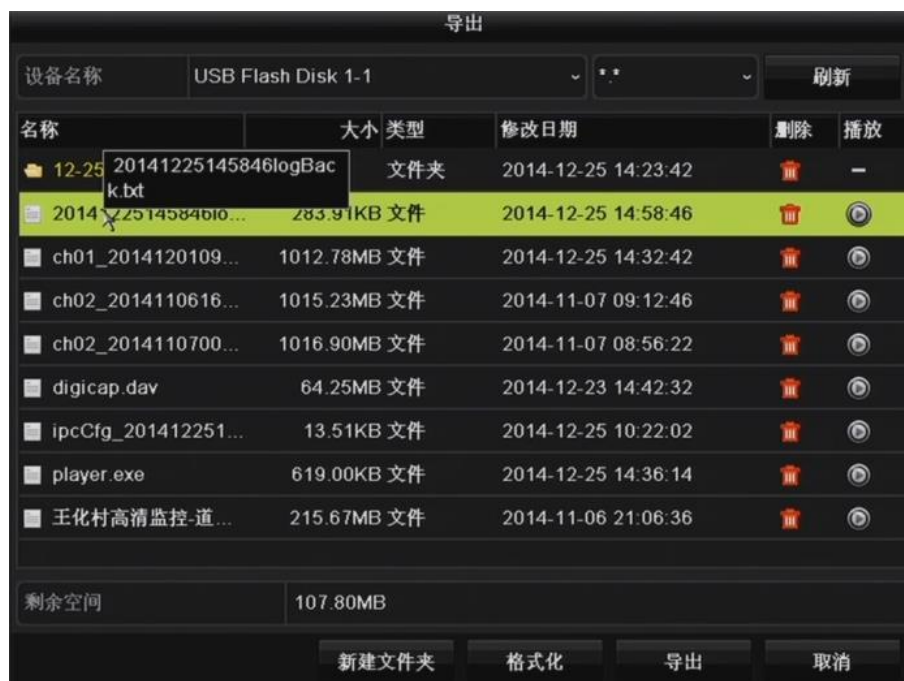 导出
设备名称 USB Flash Disk 1-1 *.* 刷新
名称 大小 类型 修改日期 删除 播放
12-25 文件夹 2014-12-25 14:23:42
20141225145846logBac
k.txt
20141225145846lo... 283.91KB 文件 2014-12-25 14:58:46
ch01_2014120109... 1012.78MB 文件 2014-12-25 14:32:42
ch02_2014110616... 1015.23MB 文件 2014-11-07 09:12:46
ch02_2014110700... 1016.90MB 文件 2014-11-07 08:56:22
digicap.dav 64.25MB 文件 2014-12-23 14:42:32
ipcCfg_201412251... 13.51KB 文件 2014-12-25 10:22:02
player.exe 619.00KB 文件 2014-12-25 14:36:14
王化村高清监控-道... 215.67MB 文件 2014-11-06 21:06:36
剩余空间 107.80MB
新建文件夹 格式化 导出 取消